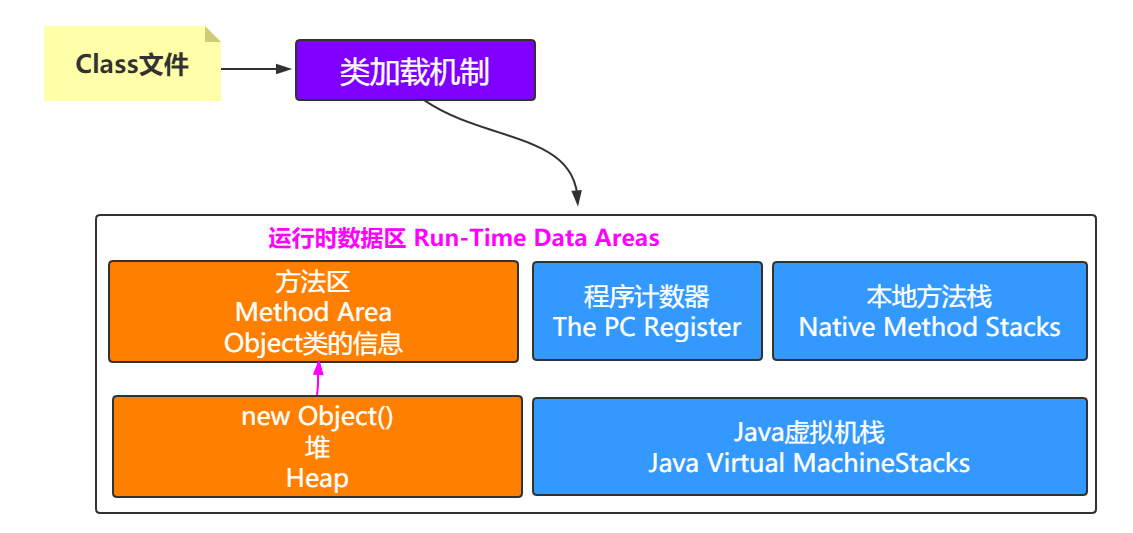 Class文件
类加载机制
运行时数据区 Run-Time Data Areas
方法区
Method Area
Object类的信息
程序计数器
The PC Register
本地方法栈
Native Method Stacks
new Object()
堆
Heap
Java虚拟机栈
Java Virtual MachineStacks